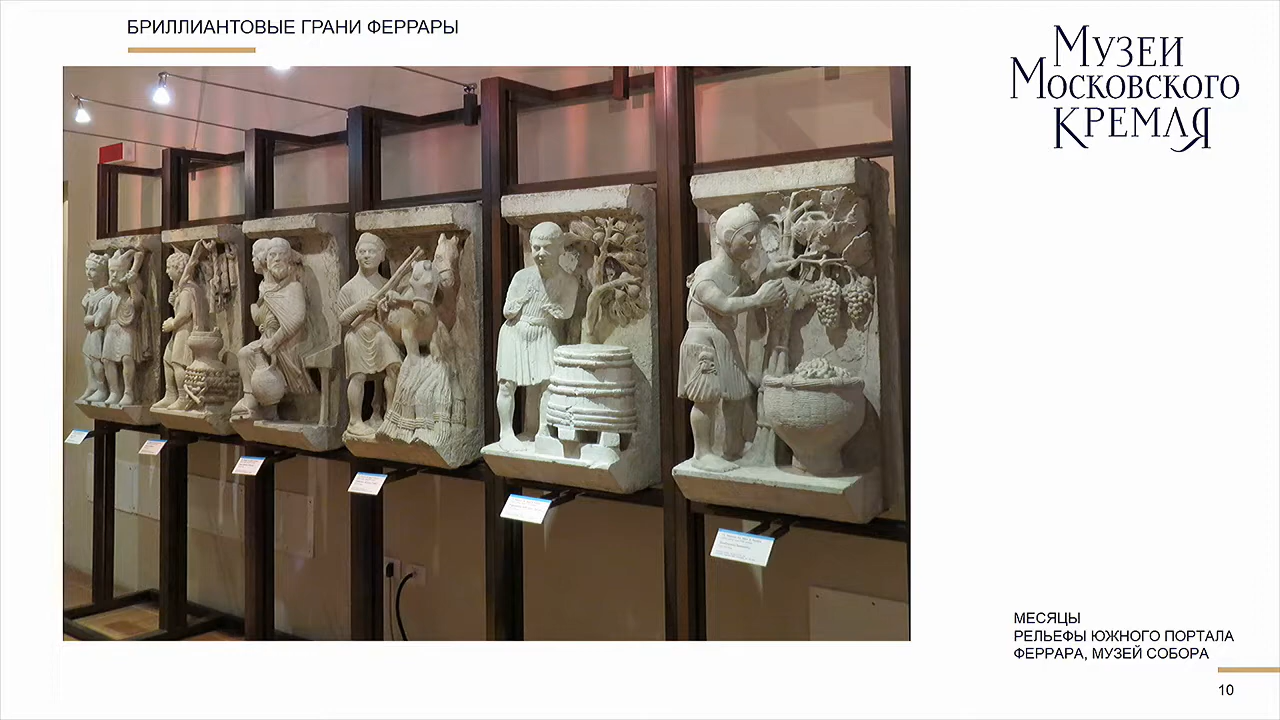 БРИЛЛИАНТОВЫЕ ГРАНИ ФЕРРАРЫ
Музеи
Московского
Кремля
МЕСЯЦЫ
РЕЛЬЕФЫ ЮЖНОГО ПОРТАЛА
ФЕРРАРА, МУЗЕЙ СОБОРА
10